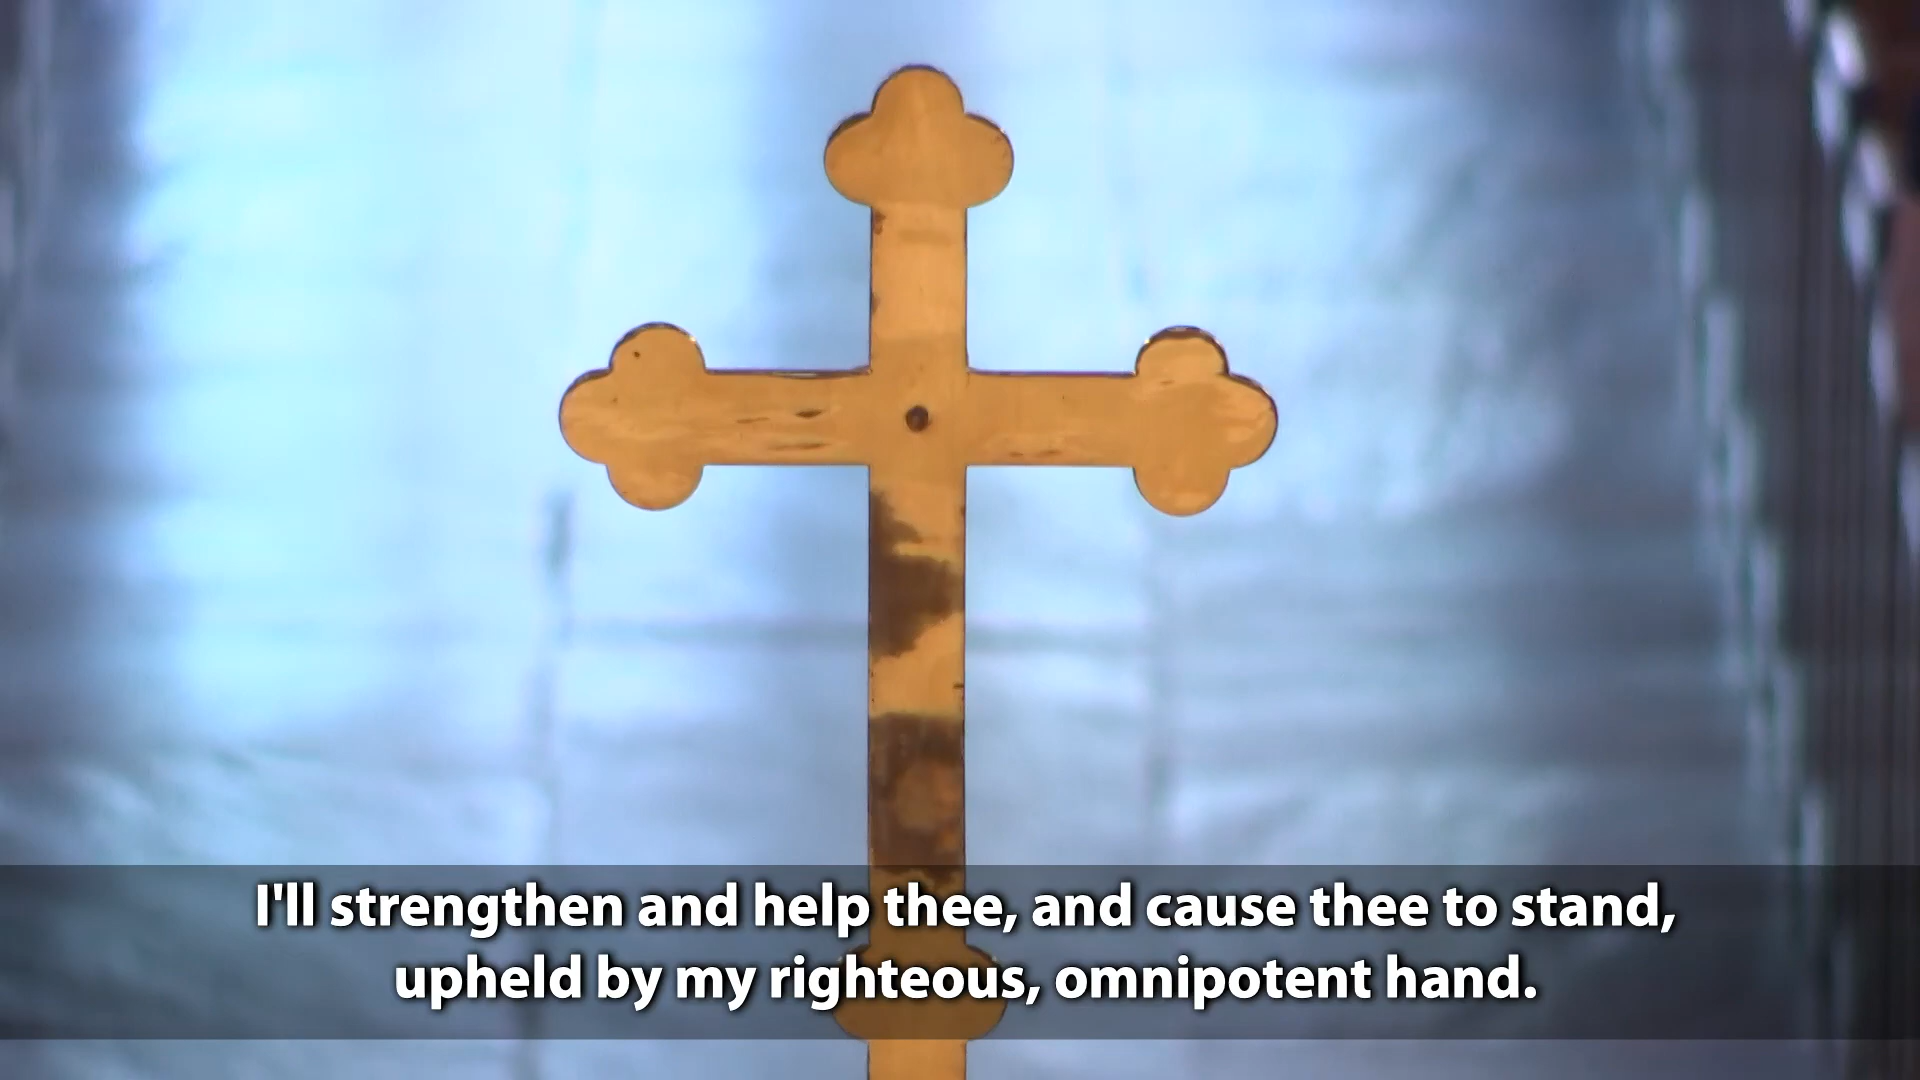 I'll strengthen and help thee, and cause thee to stand,
upheld by my righteous, omnipotent hand.